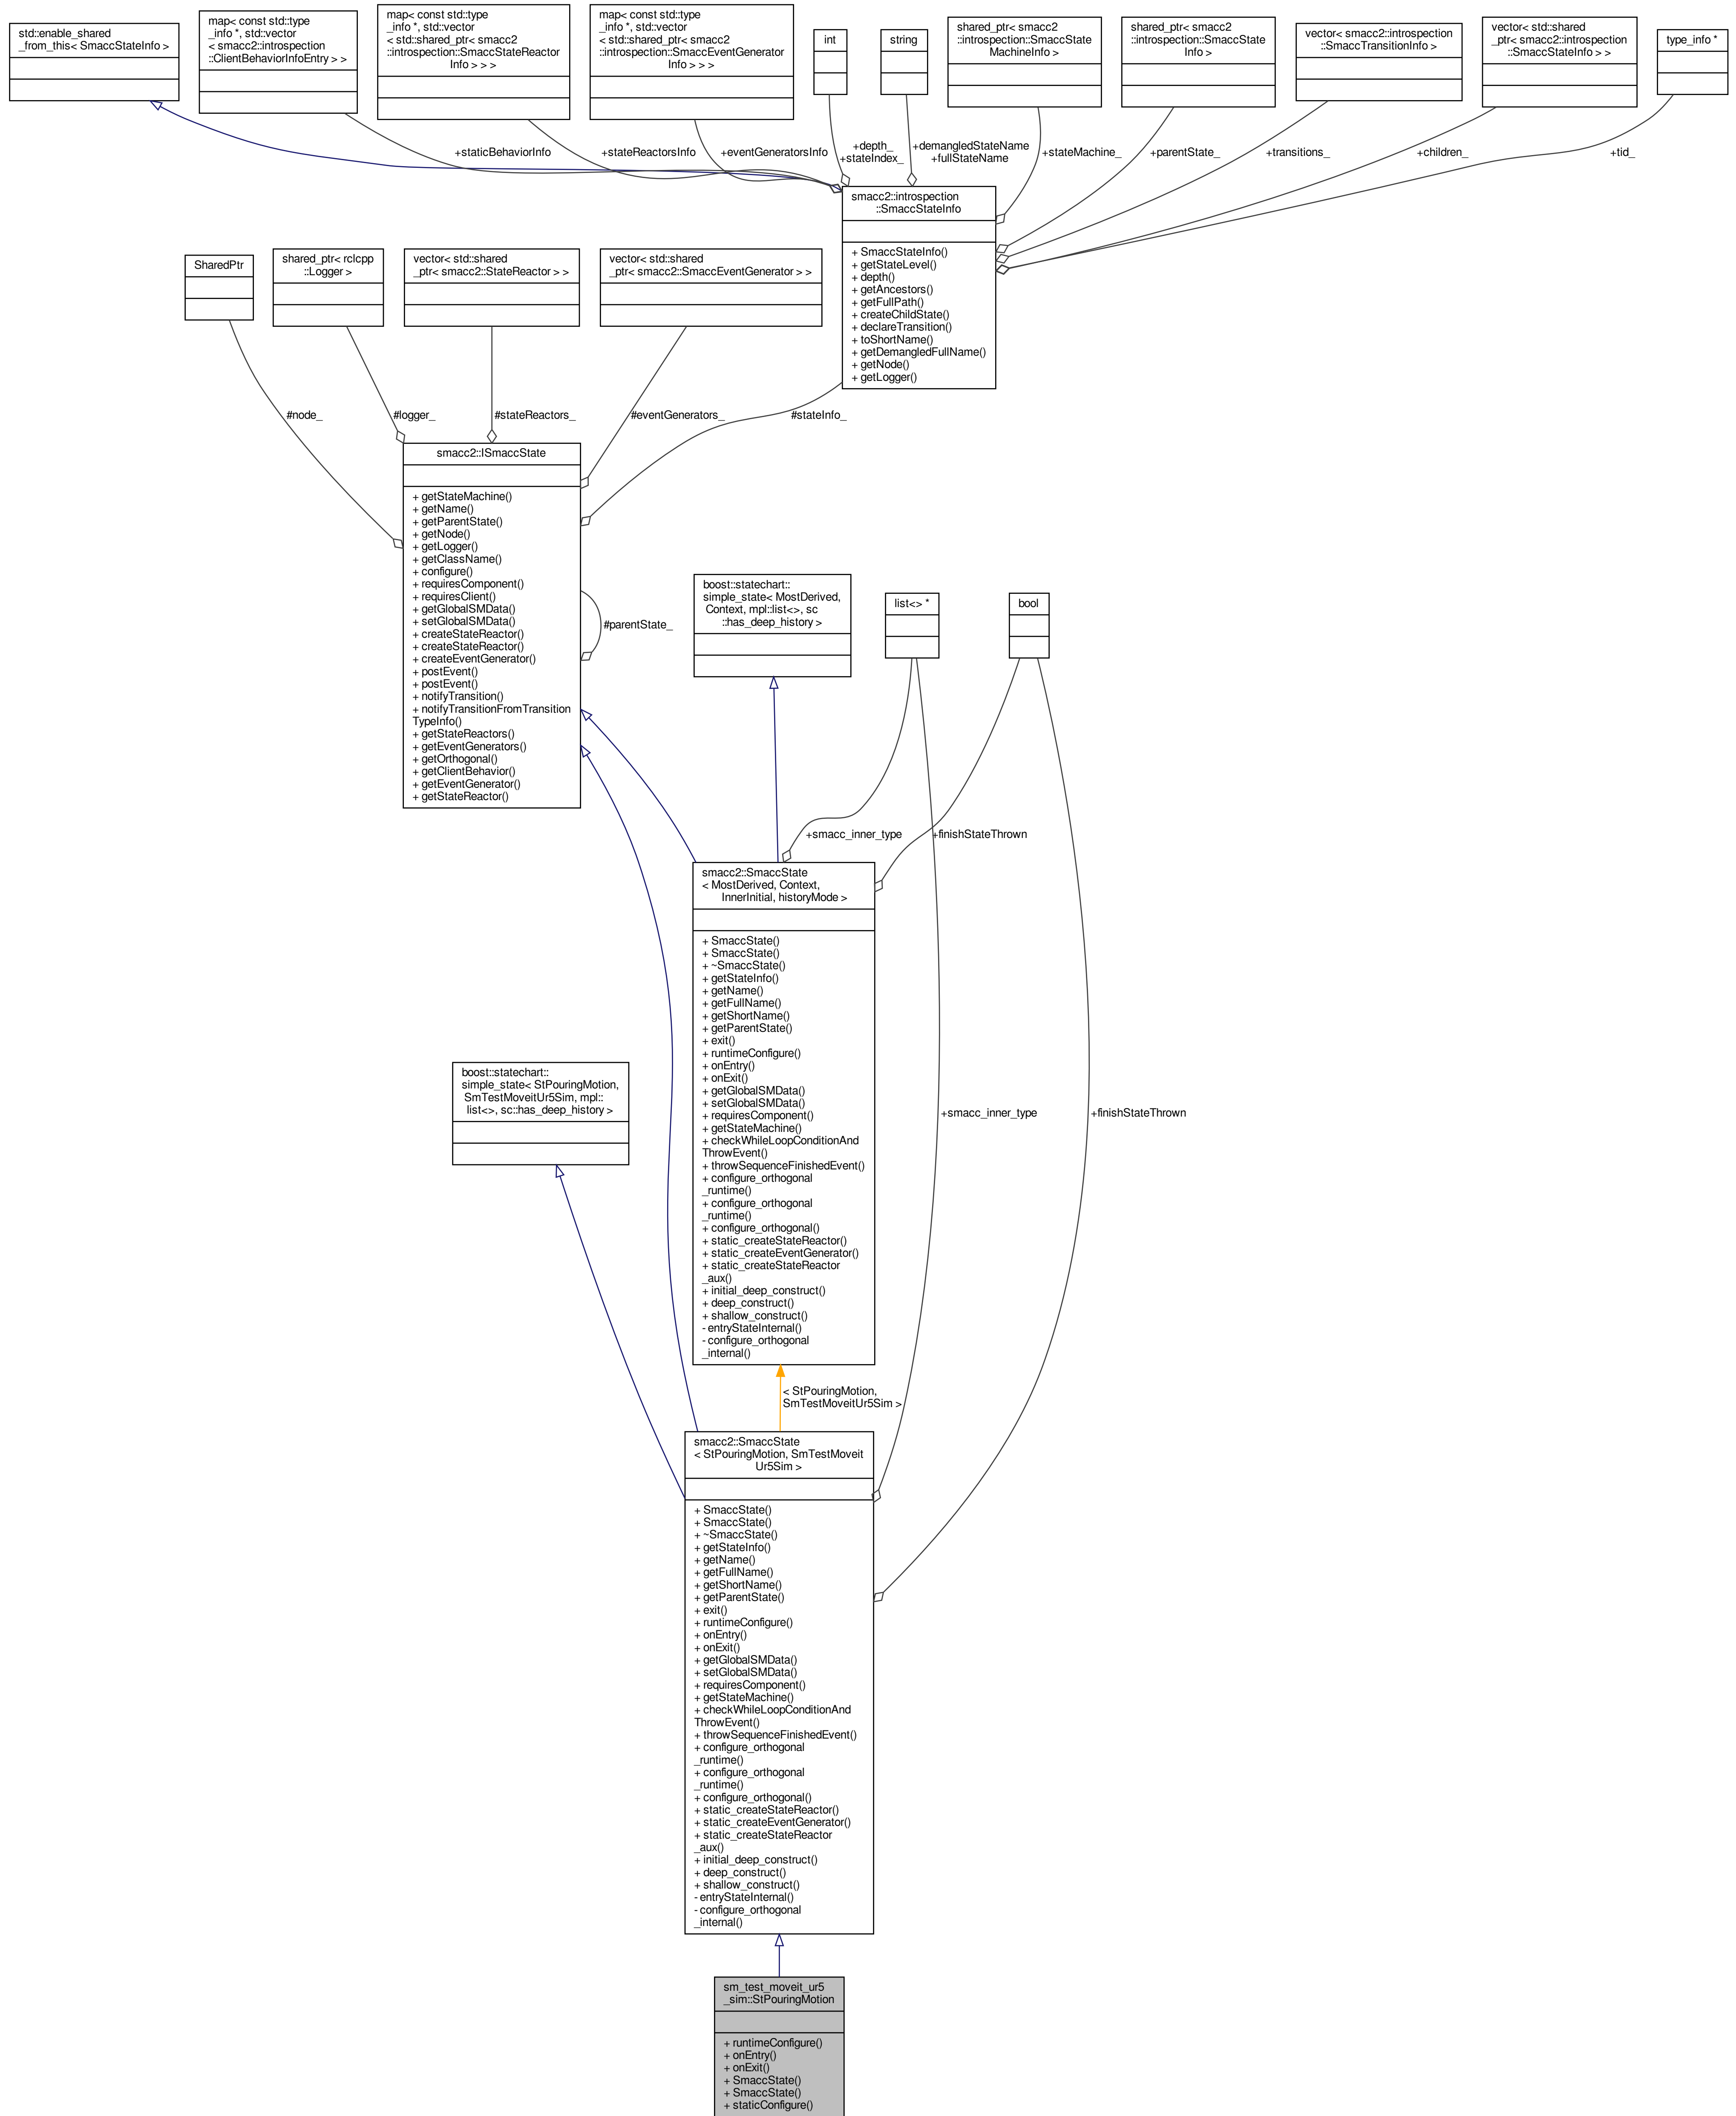 std::enable_shared
_from_this< SmaccStateInfo >
map< const std::type
_info *, std::vector
< smacc2::introspection
::ClientBehaviorInfoEntry > >
map< const std::type
_info *, std::vector
< std::shared_ptr< smacc2
::introspection::SmaccStateReactor
Info > > >
map< const std::type
_info *, std::vector
< std::shared_ptr< smacc2
::introspection::SmaccEventGenerator
Info > > >
int
string
shared_ptr< smacc2
::introspection::SmaccState
MachineInfo >
shared_ptr< smacc2
::introspection::SmaccState
Info >
vector< smacc2::introspection
::SmaccTransitionInfo >
vector< std::shared
_ptr< smacc2::introspection
::SmaccStateInfo > >
type_info *
+staticBehaviorInfo
+stateReactorsInfo
+eventGeneratorsInfo
+depth_
+stateIndex_
+demangledStateName
+fullStateName
+stateMachine_
+parentState_
+transitions_
+children_
+tid_
smacc2::introspection
::SmaccStateInfo
+ SmaccStateInfo()
+ getStateLevel()
+ depth()
+ getAncestors()
+ getFullPath()
+ createChildState()
+ declareTransition()
+ toShortName()
+ getDemangledFullName()
+ getNode()
+ getLogger()
SharedPtr
shared_ptr< rclcpp
::Logger >
vector< std::shared
_ptr< smacc2::StateReactor > >
vector< std::shared
_ptr< smacc2::SmaccEventGenerator > >
#node_
#logger_
#stateReactors_
#eventGenerators_
#stateInfo_
smacc2::ISmaccState
+ getStateMachine()
+ getName()
+ getParentState()
+ getNode()
+ getLogger()
+ getClassName()
+ configure()
+ requiresComponent()
+ requiresClient()
+ getGlobalSMData()
+ setGlobalSMData()
+ createStateReactor()
+ createStateReactor()
+ createEventGenerator()
+ postEvent()
+ postEvent()
+ notifyTransition()
+ notifyTransitionFromTransition
TypeInfo()
+ getStateReactors()
+ getEventGenerators()
+ getOrthogonal()
+ getClientBehavior()
+ getEventGenerator()
+ getStateReactor()
#parentState_
boost::statechart::
simple_state< MostDerived,
Context, mpl::list<>, sc
::has_deep_history >
list<> *
bool
+smacc_inner_type
+finishStateThrown
smacc2::SmaccState
< MostDerived, Context,
InnerInitial, historyMode >
+ SmaccState()
+ SmaccState()
+ ~SmaccState()
+ getStateInfo()
+ getName()
+ getFullName()
+ getShortName()
+ getParentState()
+ exit()
+ runtimeConfigure()
+ onEntry()
+ onExit()
+ getGlobalSMData()
+ setGlobalSMData()
+ requiresComponent()
+ getStateMachine()
+ checkWhileLoopConditionAnd
ThrowEvent()
+ throwSequenceFinishedEvent()
+ configure_orthogonal
_runtime()
+ configure_orthogonal
_runtime()
+ configure_orthogonal()
+ static_createStateReactor()
+ static_createEventGenerator()
+ static_createStateReactor
_aux()
+ initial_deep_construct()
+ deep_construct()
+ shallow_construct()
- entryStateInternal()
- configure_orthogonal
_internal()
boost::statechart::
simple_state< StPouringMotion,
SmTestMoveitUr5Sim, mpl::
list<>, sc::has_deep_history >
+smacc_inner_type
+finishStateThrown
< StPouringMotion,
SmTestMoveitUr5Sim >
smacc2::SmaccState
< StPouringMotion, SmTestMoveit
Ur5Sim >
+ SmaccState()
+ SmaccState()
+ ~SmaccState()
+ getStateInfo()
+ getName()
+ getFullName()
+ getShortName()
+ getParentState()
+ exit()
+ runtimeConfigure()
+ onEntry()
+ onExit()
+ getGlobalSMData()
+ setGlobalSMData()
+ requiresComponent()
+ getStateMachine()
+ checkWhileLoopConditionAnd
ThrowEvent()
+ throwSequenceFinishedEvent()
+ configure_orthogonal
_runtime()
+ configure_orthogonal
_runtime()
+ configure_orthogonal()
+ static_createStateReactor()
+ static_createEventGenerator()
+ static_createStateReactor
_aux()
+ initial_deep_construct()
+ deep_construct()
+ shallow_construct()
- entryStateInternal()
- configure_orthogonal
_internal()
sm_test_moveit_ur5
_sim::StPouringMotion
+ runtimeConfigure()
+ onEntry()
+ onExit()
+ SmaccState()
+ SmaccState()
+ staticConfigure()